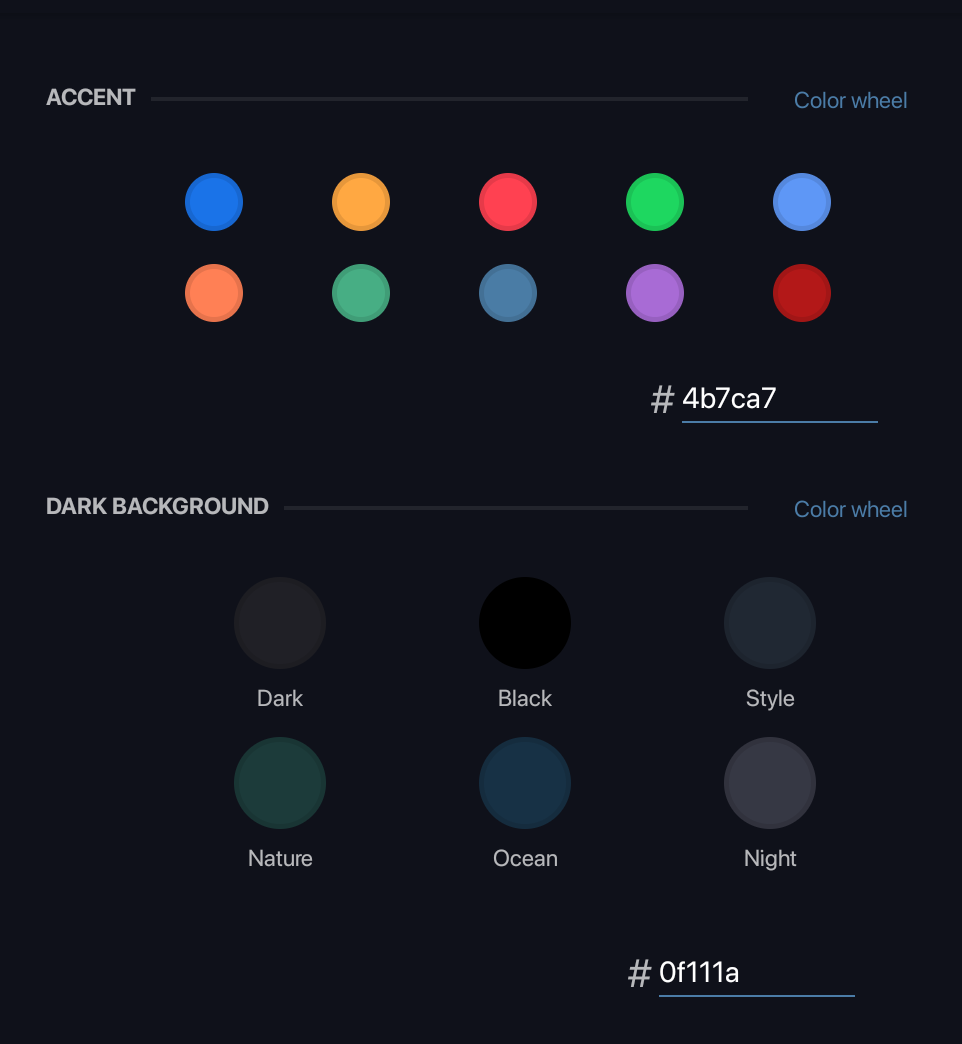 ACCENT Color wheel
# 4b7ca7
DARK BACKGROUND Color wheel
Dark Black Style
Nature Ocean Night
# 0f111a